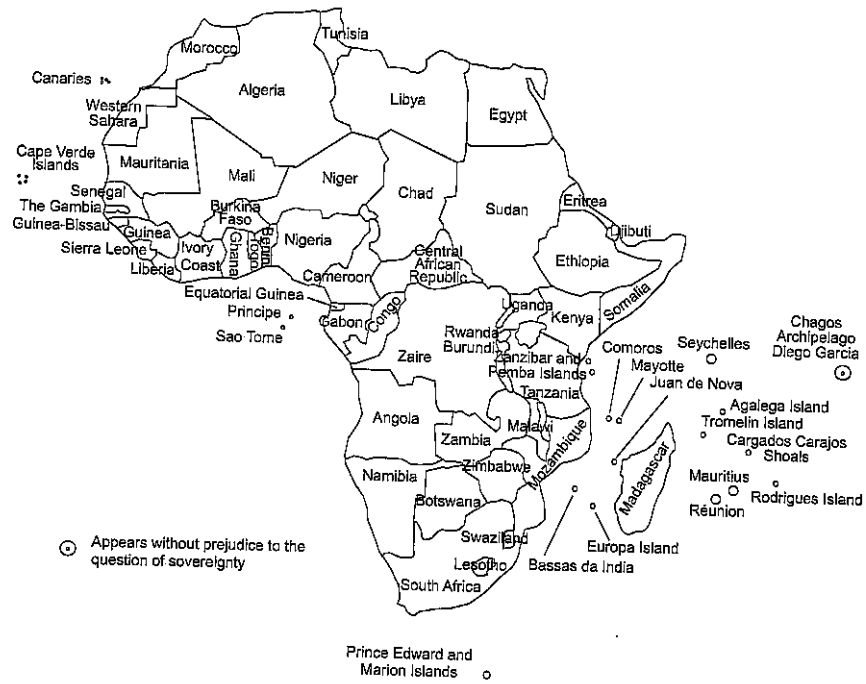 Tunisia
Morocco
Canaries
Algeria
Libya
Egypt
Western
Sahara
Cape Verde
Islands
Mauritania
Mali
Niger
Chad
Sudan
Eritrea
Senegal
The Gambia
Guinea-Bissau
Guinea
Burkina
Faso
Djibuti
Sierra Leone
Liberia
Ivory
Coast
Ghana
Togo
Benin
Nigeria
Cameroon
Central
African
Republic
Ethiopia
Somalia
Equatorial Guinea
Principe
Sao Tome
Gabon
Congo
Uganda
Kenya
Rwanda
Burundi
Zaire
Zanzibar and
Pemba Islands
Tanzania
Comoros
Mayotte
Juan de Nova
Seychelles
Chagos
Archipelago
Diego Garcia
Agalega Island
Tromelin Island
Cargados Carajos
Shoals
Angola
Zambia
Malawi
Mozambique
Zimbabwe
Namibia
Botswana
Madagascar
Mauritius
Réunion
Rodrigues Island
Swaziland
Lesotho
South Africa
Europa Island
Bassas da India
Appears without prejudice to the
question of sovereignty
Prince Edward and
Marion Islands